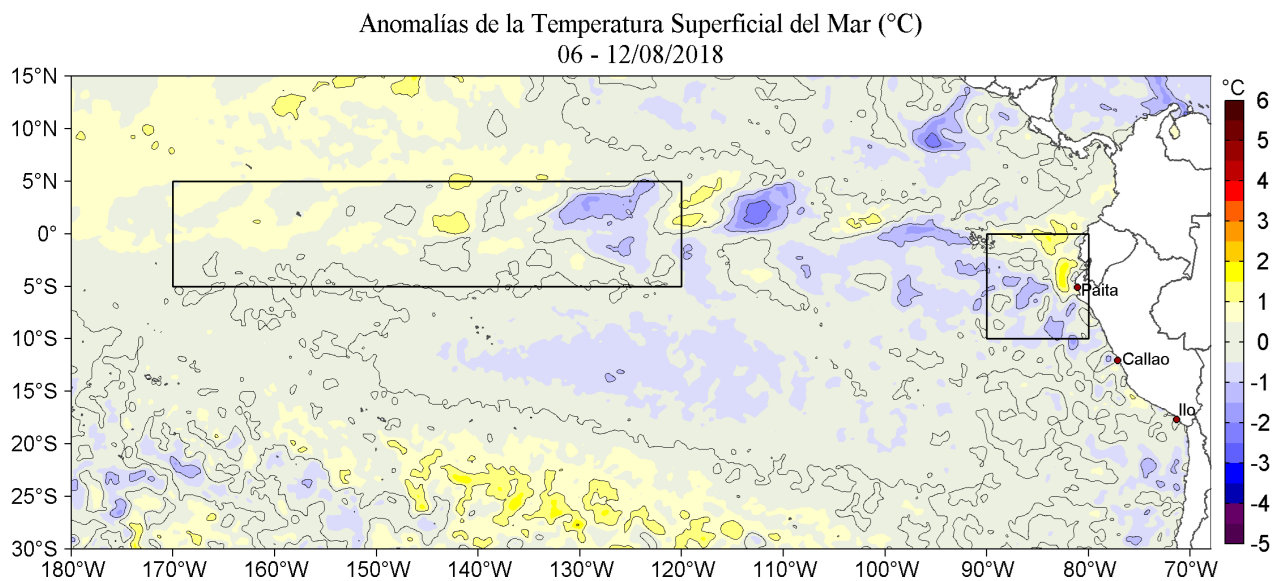 Anomalías de la Temperatura Superficial del Mar (°C)
06 - 12/08/2018
15°N
10°N
5°N
0°
5°S
10°S
15°S
20°S
25°S
30°S
180°W 170°W 160°W 150°W 140°W 130°W 120°W 110°W 100°W 90°W 80°W 70°W
Paita
Callao
Ilo
°C
6
5
4
3
2
1
0
-1
-2
-3
-4
-5